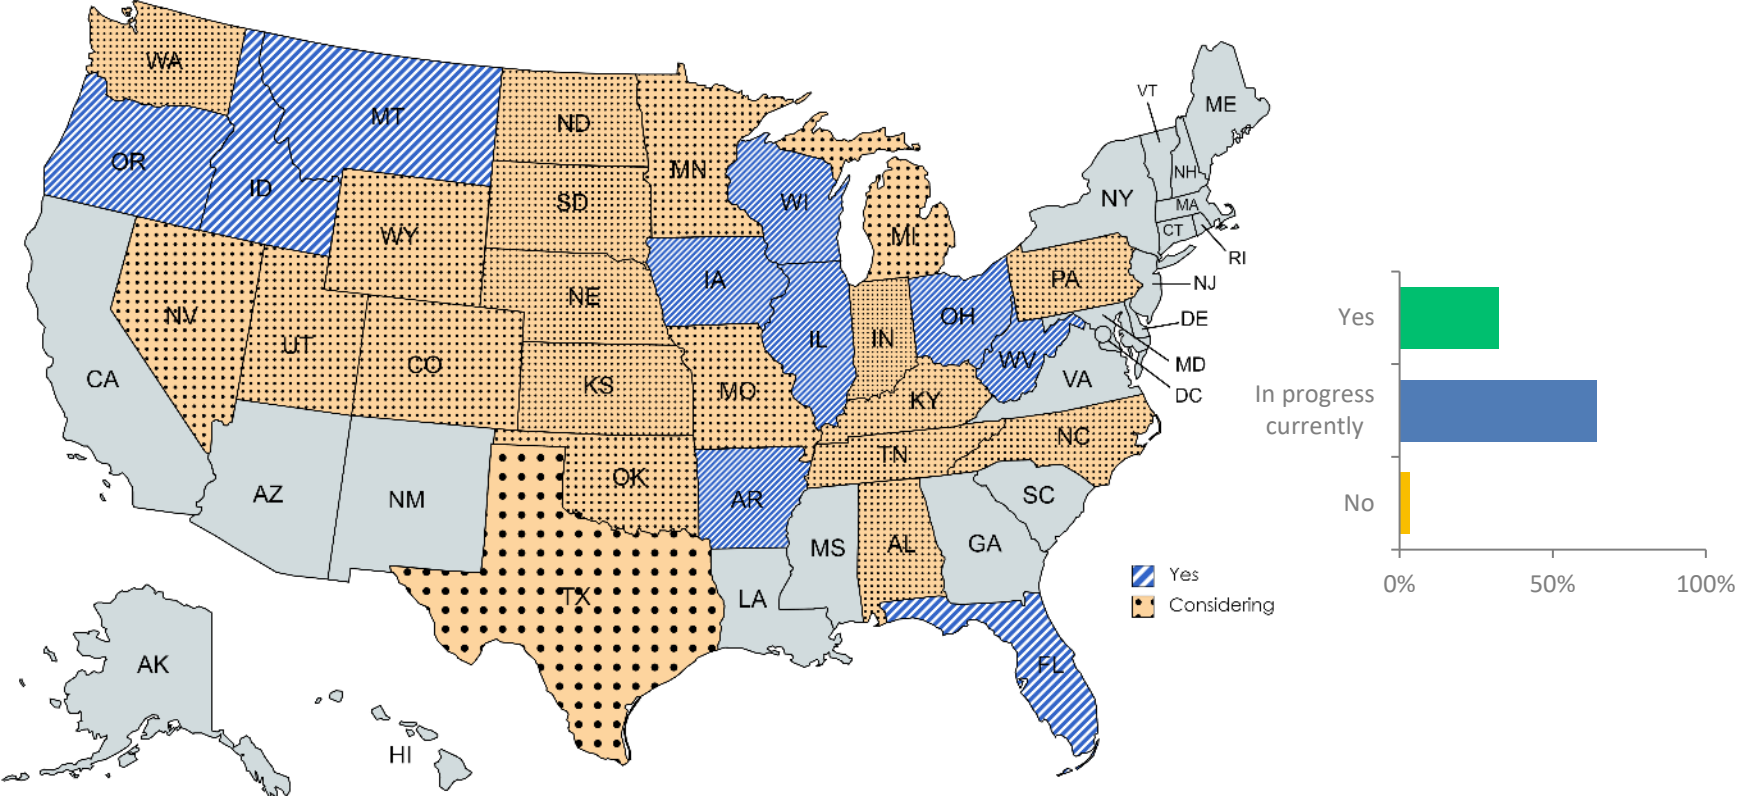 WA
MT
ND
MN
VT
ME
OR
ID
SD
WI
NH
NY
MA
WY
MI
CT
RI
IA
PA
NE
NJ
NV
OH
DE
UT
IL
IN
CO
WV
MD
CA
KS
MO
VA
DC
KY
NC
TN
OK
AZ
NM
AR
SC
MS
AL
GA
TX
LA
AK
FL
HI
Yes
Considering
Yes
In progress
currently
No
0%
50%
100%